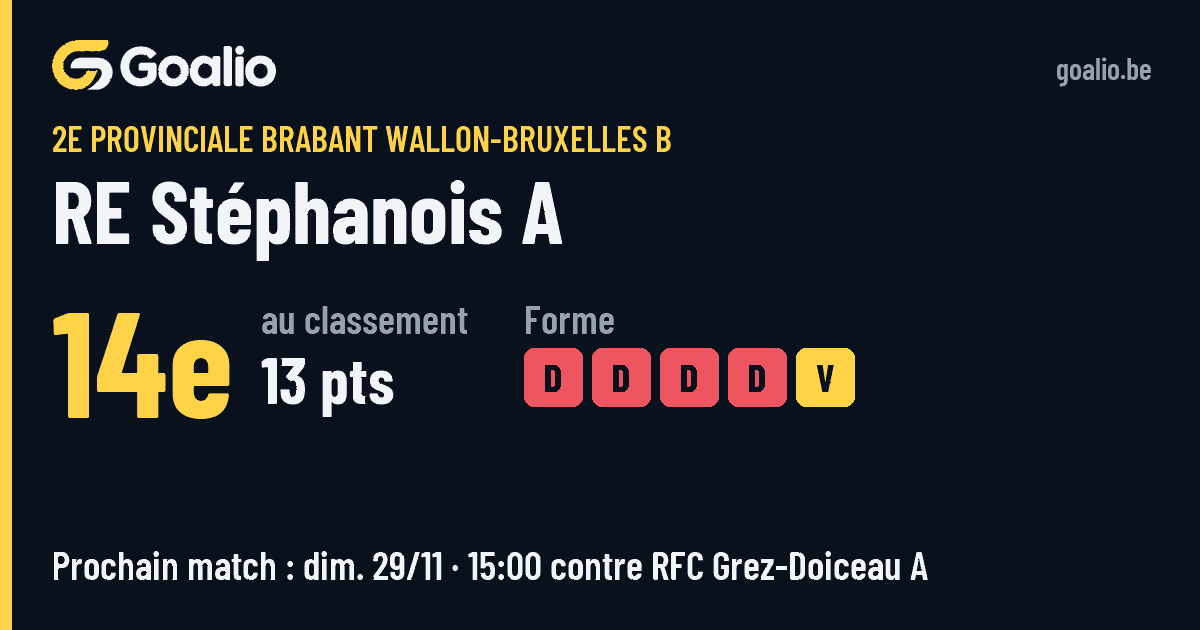 Goalio
goalio.be
2E PROVINCIALE BRABANT WALLON-BRUXELLES B
RE Stéphanois A
14e
au classement
13 pts
Forme
D D D D V
Prochain match : dim. 29/11 · 15:00 contre RFC Grez-Doiceau A